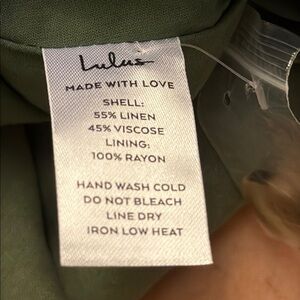 Lulus
MADE WITH LOVE
SHELL:
55% LINEN
45% VISCOSE
LINING:
100% RAYON
HAND WASH COLD
DO NOT BLEACH
LINE DRY
IRON LOW HEAT